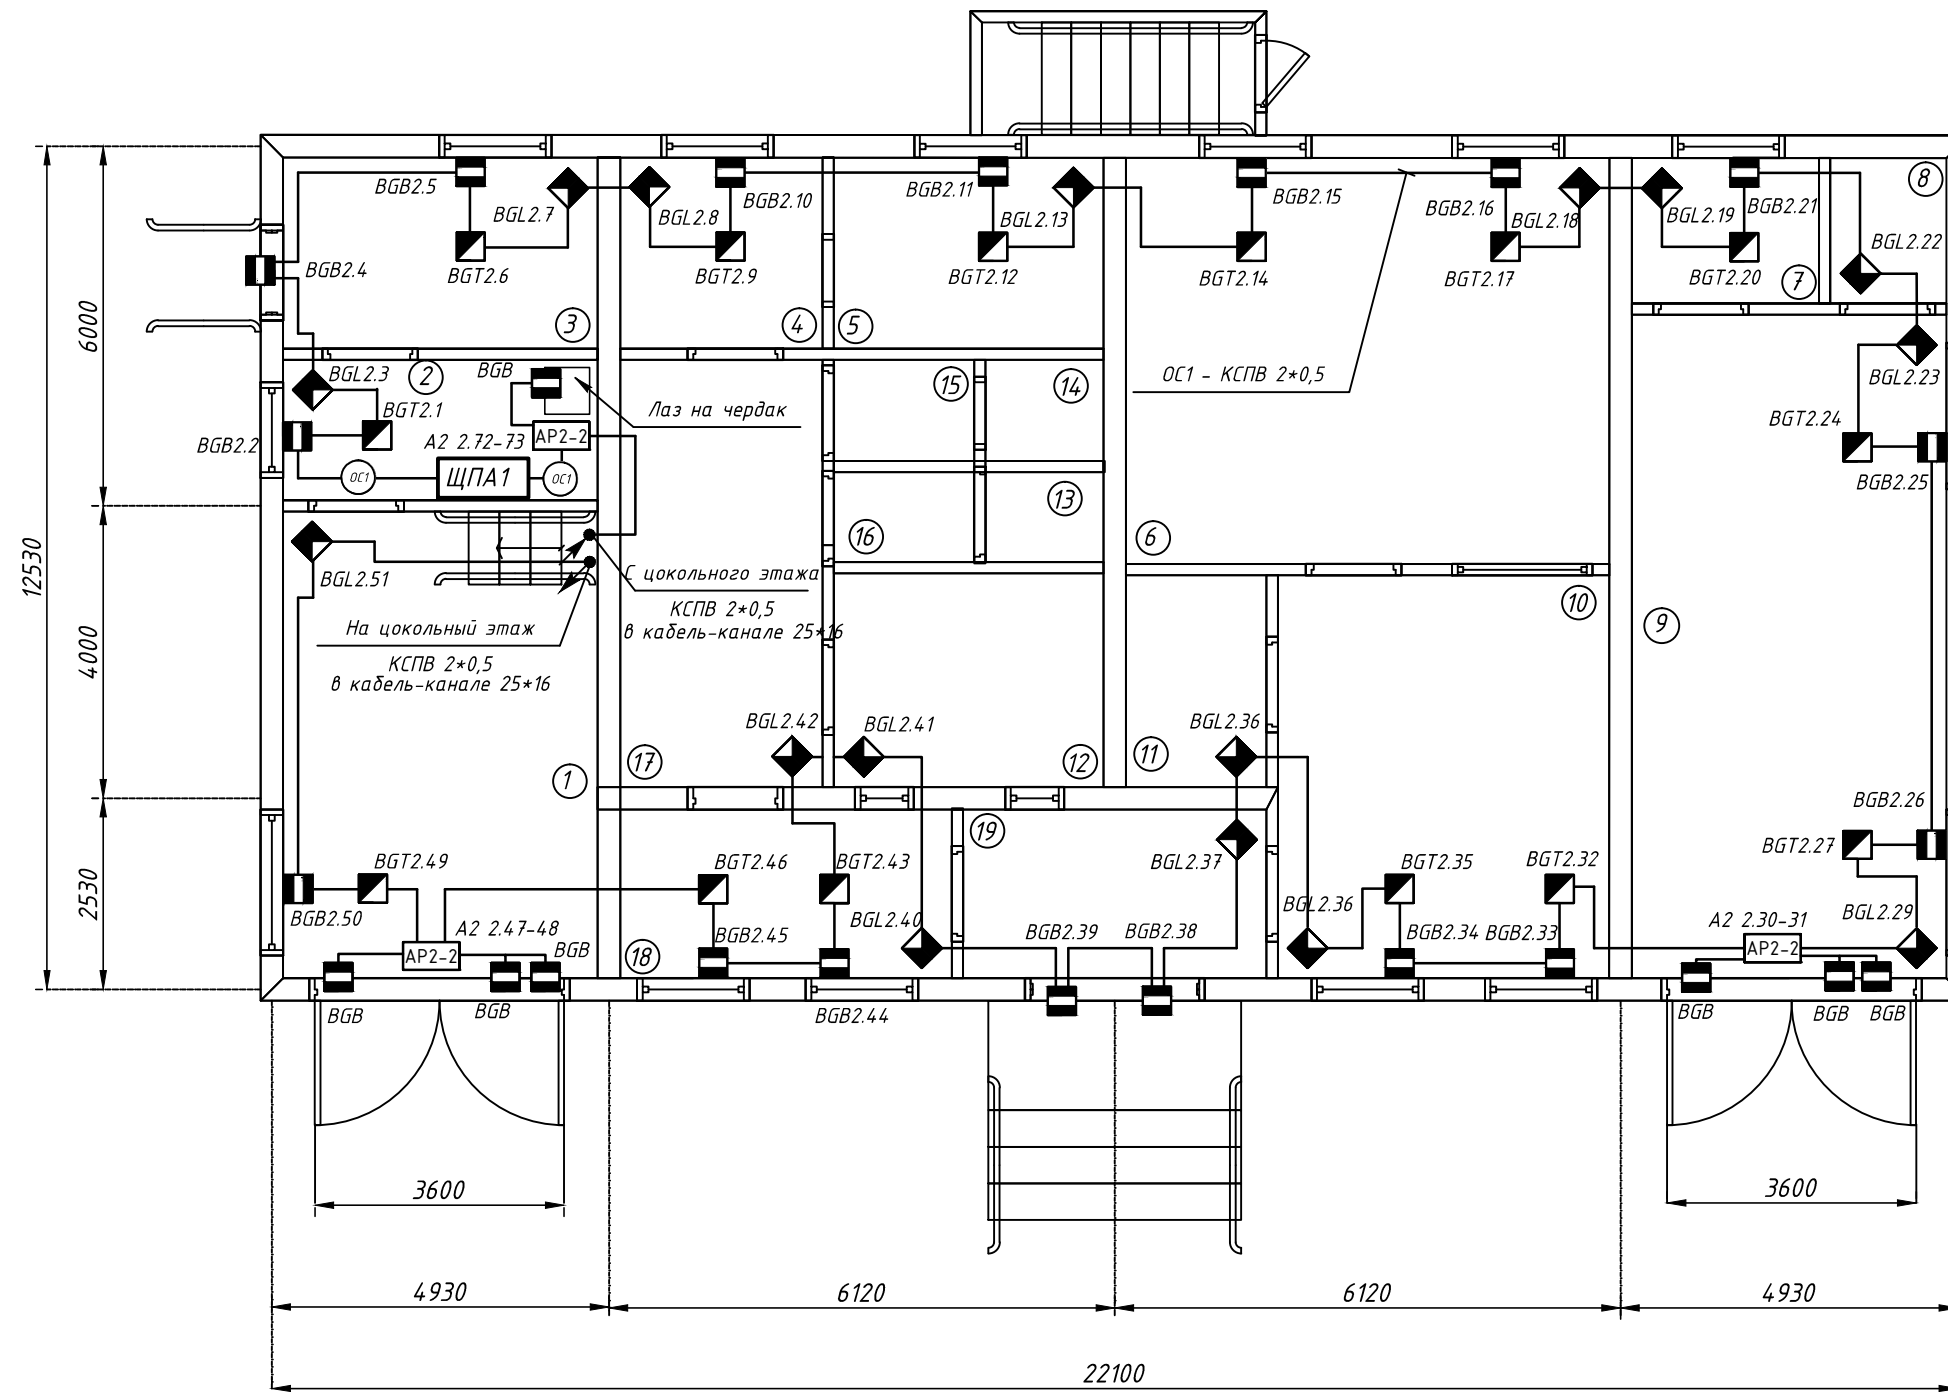 8
BGB2.5
BGL2.7
BGL2.8
BGB2.10
BGB2.11
BGL2.13
BGB2.15
BGB2.16
BGL2.18
BGL2.19
BGB2.21
BGL2.22
BGB2.4
BGT2.6
BGT2.9
BGT2.12
BGT2.14
BGT2.17
BGT2.20
7
3
4
5
6000
12530
BGL2.3
2
BGB
15
14
ОС1 - КСПВ 2*0,5
BGL2.23
BGT2.1
Лаз на чердак
BGT2.24
BGB2.2
А2 2.72-73
АР2-2
ОС1
ЩПА1
ОС1
BGB2.25
13
16
6
BGL2.51
С цокольного этажа
КСПВ 2*0,5
в кабель-канале 25*16
10
9
На цокольный этаж
КСПВ 2*0,5
в кабель-канале 25*16
4000
BGL2.42
BGL2.41
BGL2.36
17
12
11
1
BGB2.26
19
BGT2.27
2530
BGT2.49
BGT2.46
BGT2.43
BGL2.37
BGT2.35
BGT2.32
BGB2.50
А2 2.47-48
BGL2.40
BGL2.36
А2 2.30-31
BGL2.29
BGB2.45
BGB2.39
BGB2.38
BGB2.34
BGB2.33
АР2-2
BGB
18
АР2-2
BGB
BGB
BGB2.44
BGB
BGB
BGB
3600
3600
4930
6120
6120
4930
22100